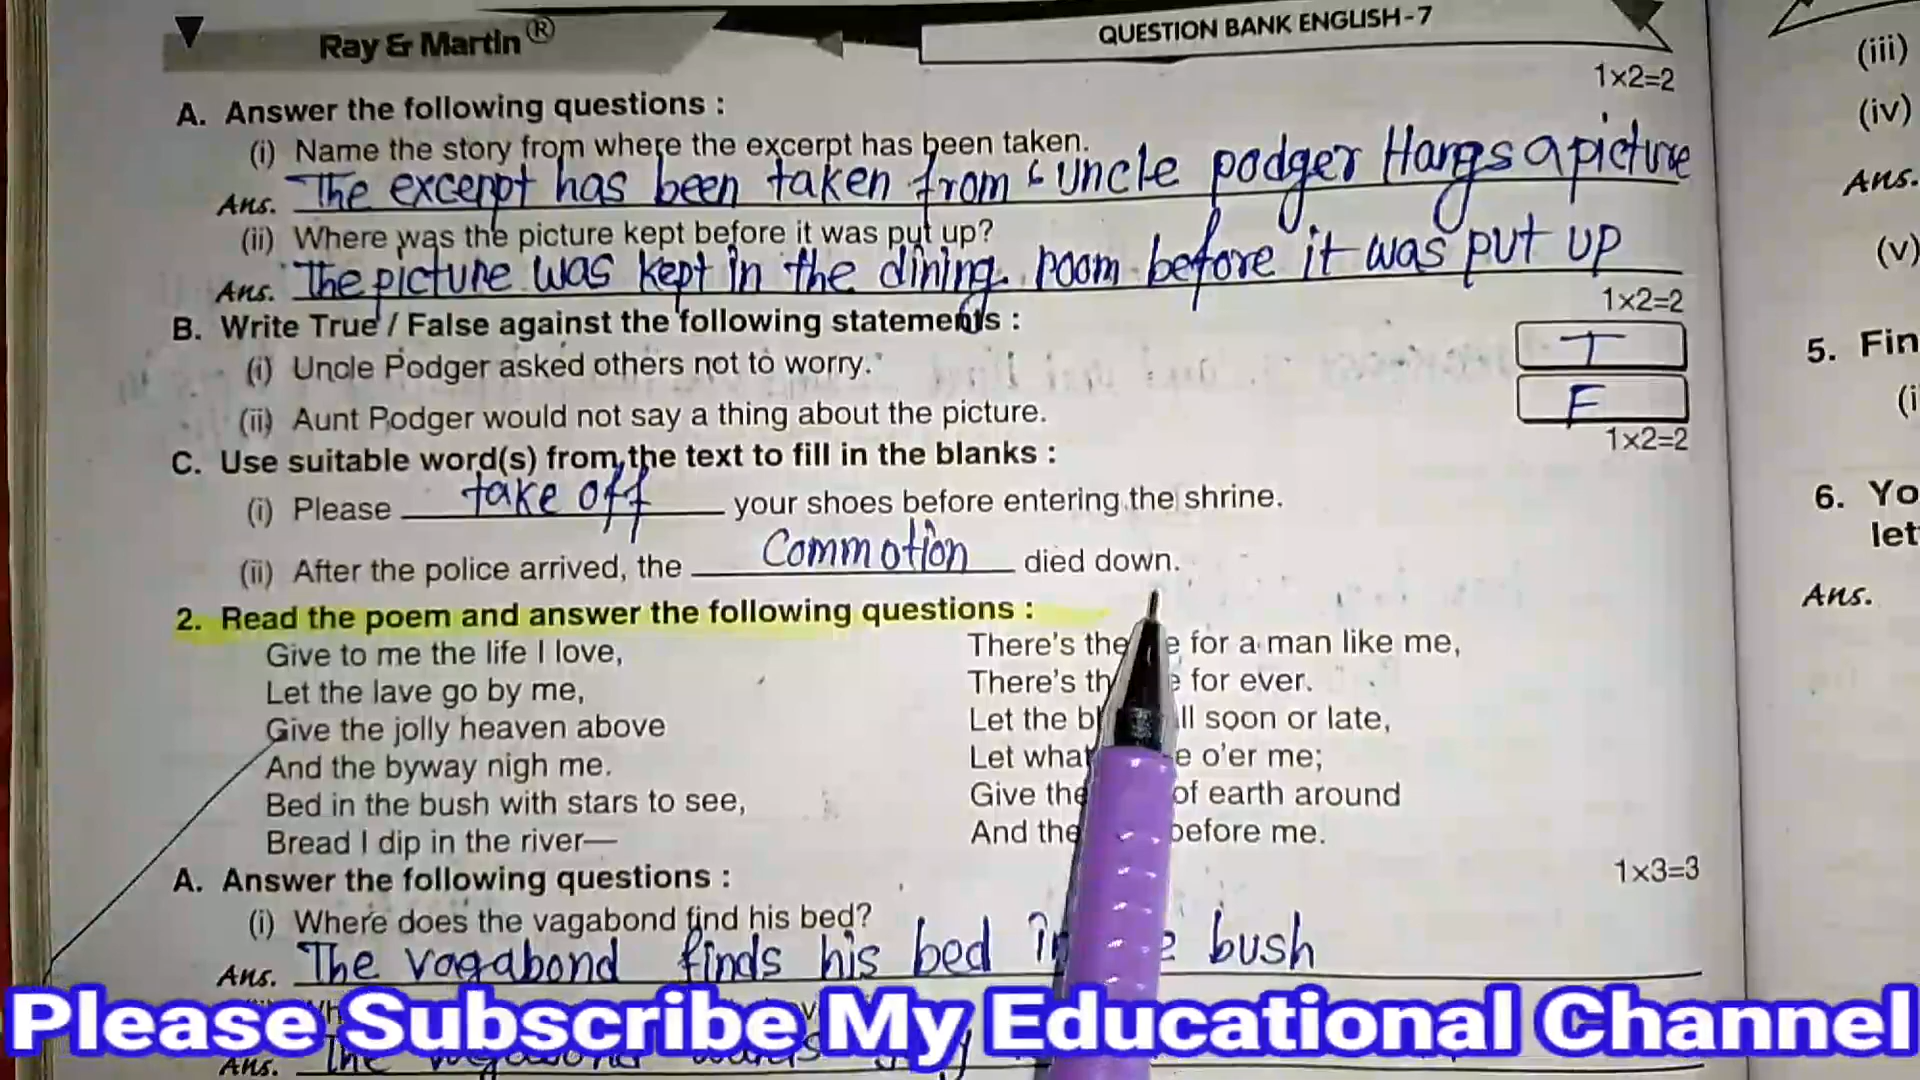 Ray & Martin®
QUESTION BANK ENGLISH-7
1×2=2
A. Answer the following questions :
(i) Name the story from where the excerpt has been taken.
Ans. The excerpt has been taken from ‘uncle podger Hangs a picture
(ii) Where was the picture kept before it was put up?
Ans. The picture was kept in the dining room before it was put up
1×2=2
B. Write True / False against the following statements :
(i) Uncle Podger asked others not to worry. T
(ii) Aunt Podger would not say a thing about the picture. F
1×2=2
C. Use suitable word(s) from the text to fill in the blanks :
(i) Please take off your shoes before entering the shrine.
(ii) After the police arrived, the Commotion died down.
2. Read the poem and answer the following questions :
Give to me the life I love,
Let the lave go by me,
Give the jolly heaven above
And the byway nigh me.
Bed in the bush with stars to see,
Bread I dip in the river—
There's the for a man like me,
There's for ever.
Let the soon or late,
Let o'er me;
Give the of earth around
And the before me.
A. Answer the following questions :
1×3=3
(i) Where does the vagabond find his bed?
Ans. The vagabond finds his bed bush
Ans. The
Please Subscribe My Educational Channel
(iii)
(iv)
Ans.
(v)
5. Fin
(i
6. Yo
let
Ans.